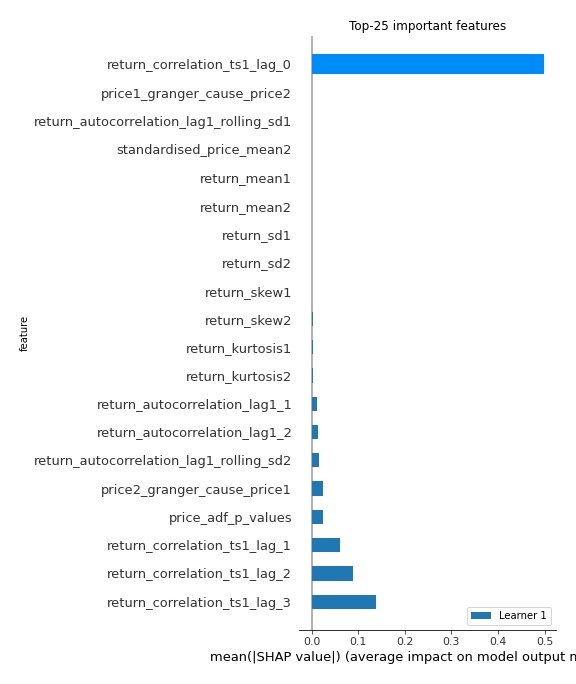 Top-25 important features
return_correlation_ts1_lag_0
price1_granger_cause_price2
return_autocorrelation_lag1_rolling_sd1
standardised_price_mean2
return_mean1
return_mean2
return_sd1
return_sd2
return_skew1
return_skew2
return_kurtosis1
return_kurtosis2
return_autocorrelation_lag1_1
return_autocorrelation_lag1_2
return_autocorrelation_lag1_rolling_sd2
price2_granger_cause_price1
price_adf_p_values
return_correlation_ts1_lag_1
return_correlation_ts1_lag_2
return_correlation_ts1_lag_3
feature
Learner 1
0.0 0.1 0.2 0.3 0.4 0.5
mean(|SHAP value|) (average impact on model output